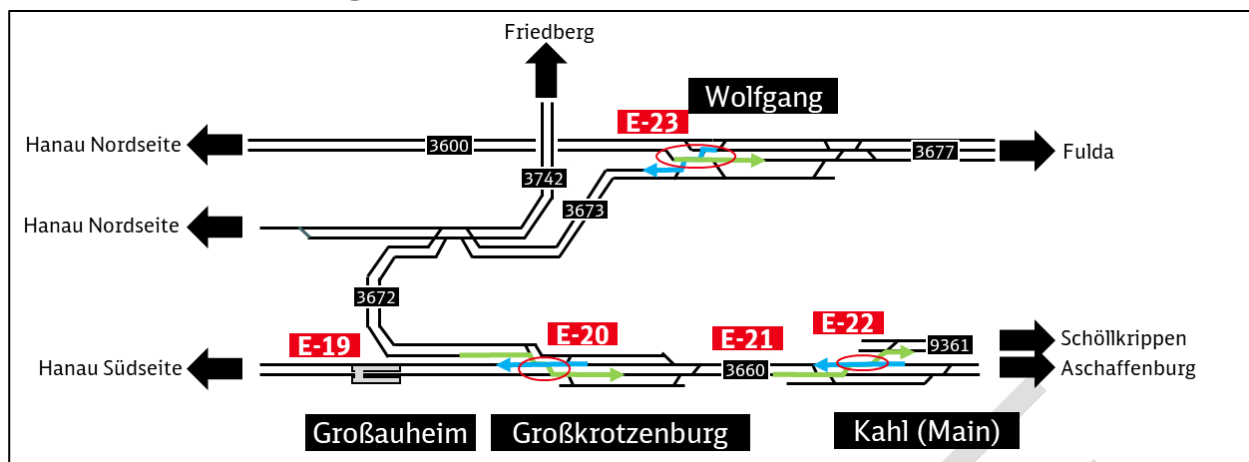 Friedberg
Wolfgang
E-23
Hanau Nordseite
3600
3677
Fulda
3742
3673
Hanau Nordseite
3672
E-19
E-20
E-21
E-22
9361
Schöllkrippen
Hanau Südseite
3660
Aschaffenburg
Großauheim
Großkrotzenburg
Kahl (Main)